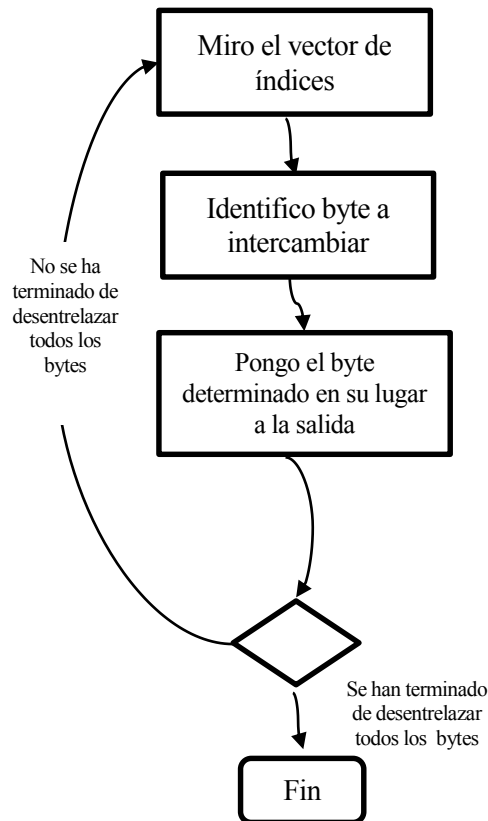 Miro el vector de
índices
Identifico byte a
intercambiar
No se ha
terminado de
desentrelazar
todos los
bytes
Pongo el byte
determinado en su lugar
a la salida
Se han terminado
de desentrelazar
todos los bytes
Fin